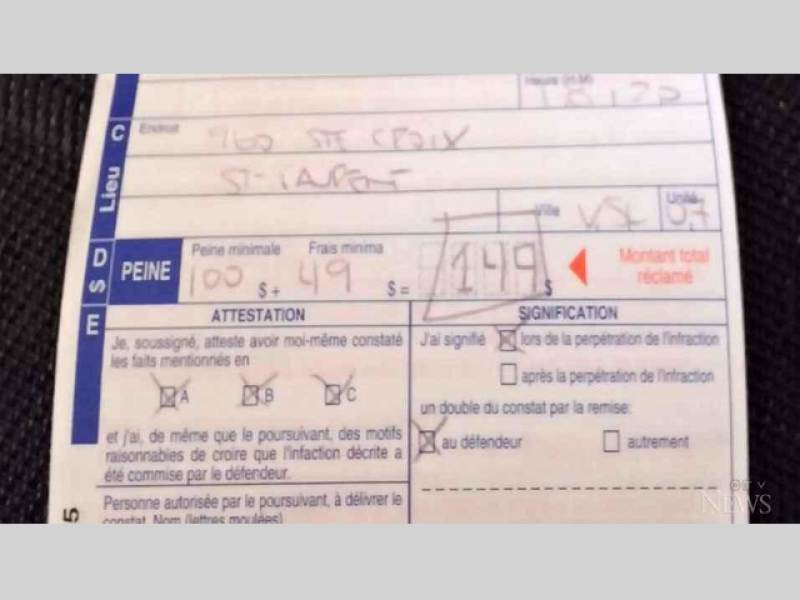 Heure (H:M)
C
Endroit
960 STE CROIX
ST-LAURENT
Lieu
Ville VSL
Unité
D
$
PEINE
Peine minimale
100 $ +
Frais minima
49 $ =
149 $
Montant total
réclamé
E
ATTESTATION
Je, soussigné, atteste avoir moi-même constaté
les faits mentionnés en
A B C
et j'ai, de même que le poursuivant, des motifs
raisonnables de croire que l'infaction décrite a
été commise par le défendeur.
Personne autorisée par le poursuivant, à délivrer le
constat. Nom (lettres moulées)
5
SIGNIFICATION
J'ai signifié lors de la perpétration de l'infraction
après la perpétration de l'infraction
un double du constat par la remise:
au défendeur autrement
CTV
NEWS